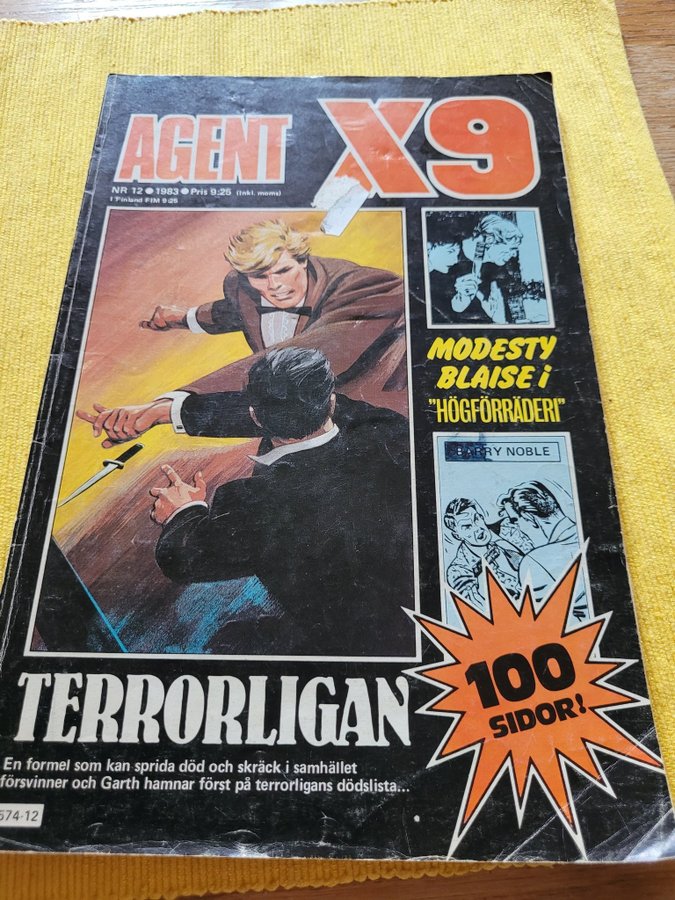 AGENT X9
NR 12 ● 1983 ● Pris 9:25 (inkl. moms)
I Finland FIM 9:25
MODESTY
BLAISE i
"HÖGFÖRRÄDERI"
BARRY NOBLE
100
SIDOR!
TERRORLIGAN
En formel som kan sprida död och skräck i samhället
försvinner och Garth hamnar först på terrorligans dödslista...
574-12